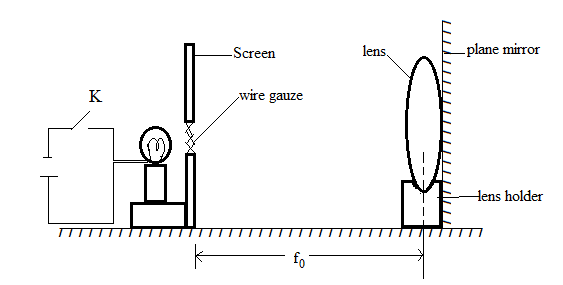 Screen
lens
plane mirror
K
wire gauze
lens holder
f₀